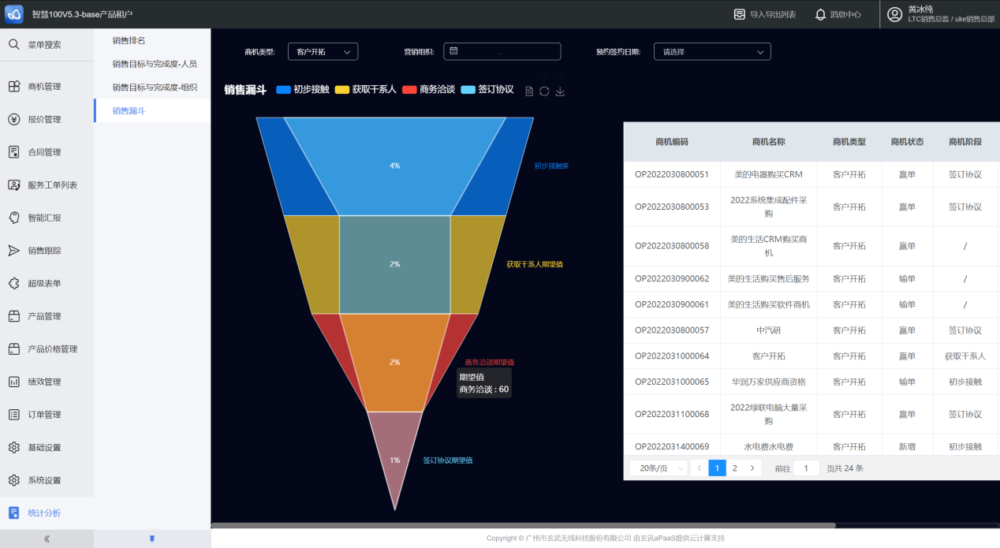 智慧100V5.3-base产品租户
导入导出列表
消息中心
黄冰纯
LTC销售总监 / uke销售总部
菜单搜索
商机管理
报价管理
合同管理
服务工单列表
智能汇报
销售跟踪
超级表单
产品管理
产品价格管理
绩效管理
订单管理
基础设置
系统设置
统计分析
销售排名
销售目标与完成度-人员
销售目标与完成度-组织
销售漏斗
商机类型:
客户开拓
营销组织:
预约签约日期:
请选择
销售漏斗
初步接触 获取干系人 商务洽谈 签订协议
4%
初步接触期
2%
获取干系人期望值
2%
商务洽谈期望值
期望值
商务洽谈 : 60
1%
签订协议期望值
商机编码 商机名称 商机类型 商机状态 商机阶段
OP2022030800051 美的电器购买CRM 客户开拓 赢单 签订协议
OP2022030800053 2022系统集成配件采购 客户开拓 赢单 签订协议
OP2022030800058 美的生活CRM购买商机 客户开拓 赢单 /
OP2022030900062 美的生活购买售后服务 客户开拓 输单 /
OP2022030900061 美的生活购买软件商机 客户开拓 输单 /
OP2022030800057 中汽研 客户开拓 赢单 签订协议
OP2022031000064 客户开拓 客户开拓 赢单 获取干系人
OP2022031000065 华润万家供应商资格 客户开拓 输单 初步接触
OP2022031100068 2022绿联电脑大量采购 客户开拓 赢单 签订协议
OP2022031400069 水电费水电费 客户开拓 新增 初步接触
20条/页 1 2 前往 1 页共 24 条
Copyright © 广州市玄武无线科技股份有限公司 由玄讯aPaaS提供云计算支持